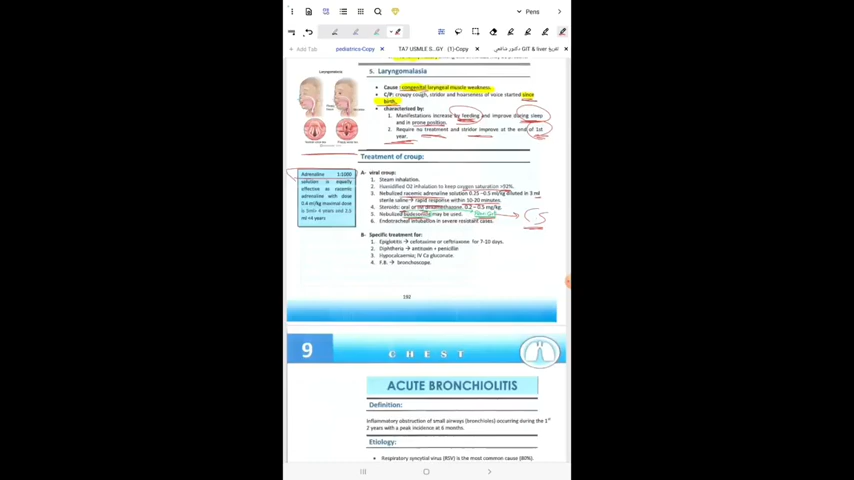 Pens
Add Tab
pediatrics-Copy
TA7 USMLE S...GY (1)-Copy
GIT & liver
Laryngomalasia
5. Laryngomalasia
• Cause : congenital laryngeal muscle weakness.
• C/P: croupy cough, stridor and hoarseness of voice started since
birth.
• characterized by:
1. Manifestations increase by feeding and improve during sleep
and in prone position.
2. Require no treatment and stridor improve at the end of 1st
year.
Treatment of croup:
Adrenaline 1:1000
solution is equally
effective as racemic
adrenaline with dose
0.4 ml/kg maximal dose
is 5ml< 4 years and 2.5
ml >4 years
A- viral croup:
1. Steam inhalation.
2. Humidified O2 inhalation to keep oxygen saturation >92%.
3. Nebulized racemic adrenaline solution 0.25 –0.5 ml/kg diluted in 3 ml
sterile saline → rapid response within 10-20 minutes.
4. Steroids: oral or IM dexamethazone, 0.2 – 0.5 mg/kg.
5. Nebulized budesonide may be used.
CS
6. Endotracheal intubation in severe resistant cases.
B- Specific treatment for:
1. Epiglottitis → cefotaxime or ceftriaxone for 7-10 days.
2. Diphtheria → antitoxin + penicillin
3. Hypocalcaemia: IV Ca gluconate.
4. F.B. → bronchoscope.
192
9
CHEST
ACUTE BRONCHIOLITIS
Definition:
Inflammatory obstruction of small airways (bronchioles) occurring during the 1st
2 years with a peak incidence at 6 months.
Etiology:
• Respiratory syncytial virus (RSV) is the most common cause (80%).